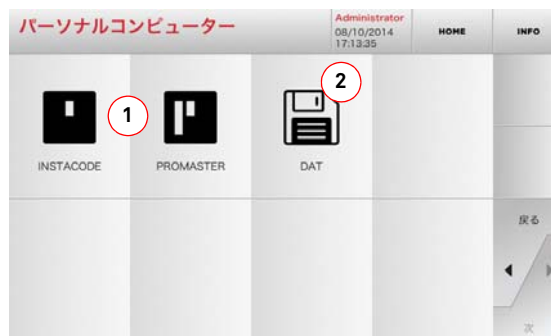 パーソナルコンピューター
Administrator
08/10/2014
17:13:35
HOME
INFO
1
2
INSTACODE
PROMASTER
DAT
戻る
次